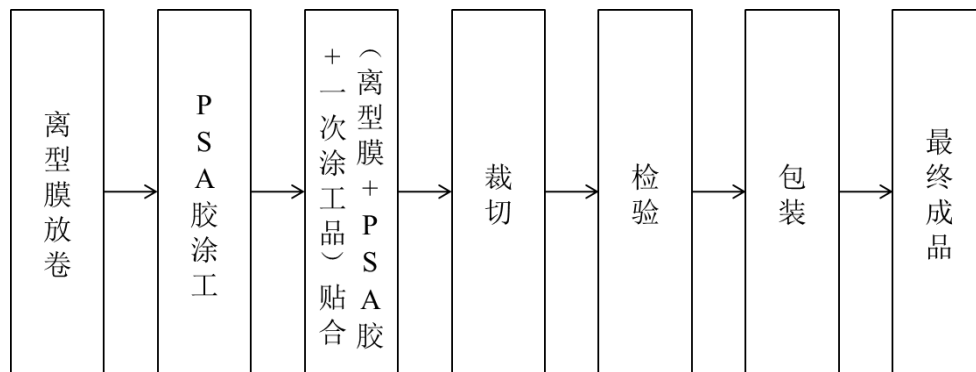 离型膜放卷
PSA胶涂工
（离型膜+PSA胶
+一次涂工品）贴合
裁切
检验
包装
最终成品